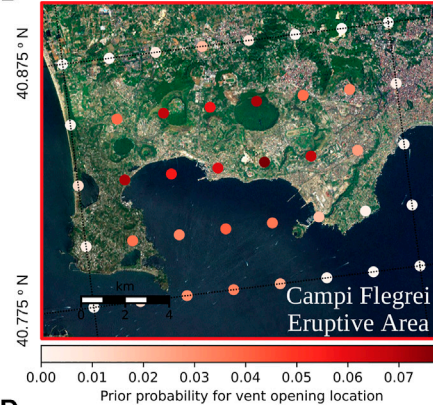 40.875 ° N
40.775 ° N
km
0 2 4
Campi Flegrei
Eruptive Area
0.00 0.01 0.02 0.03 0.04 0.05 0.06 0.07
Prior probability for vent opening location